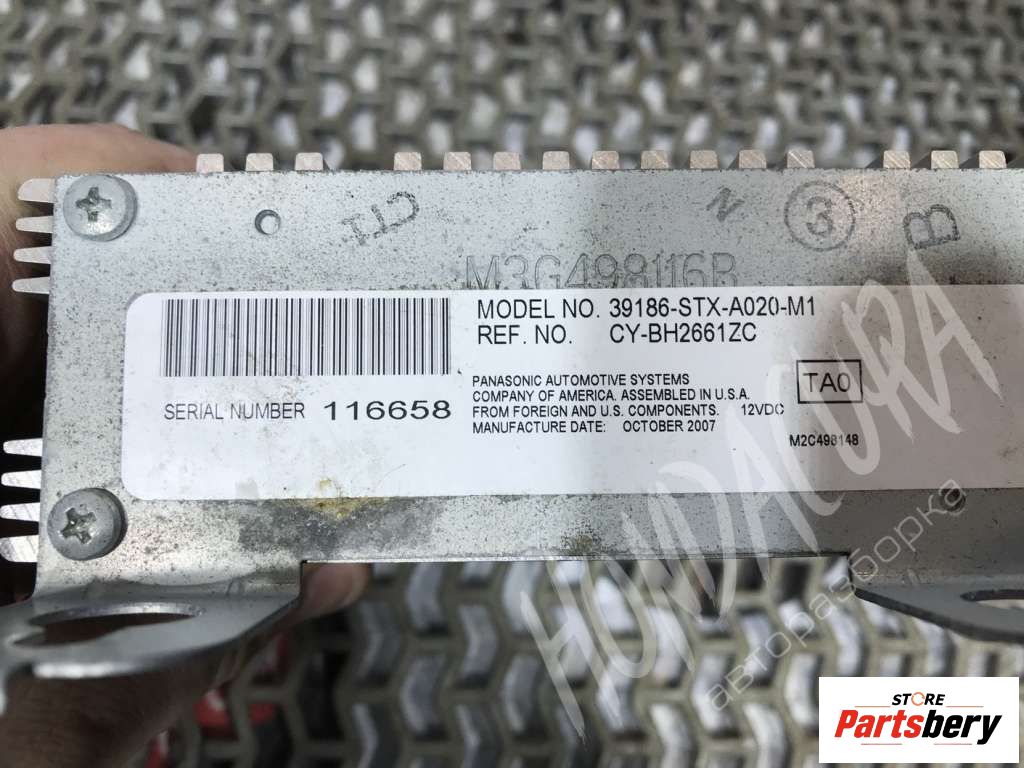 CT1
N
3
B
M3G498116B
MODEL NO. 39186-STX-A020-M1
REF. NO. CY-BH2661ZC
SERIAL NUMBER 116658
PANASONIC AUTOMOTIVE SYSTEMS
COMPANY OF AMERICA. ASSEMBLED IN U.S.A.
FROM FOREIGN AND U.S. COMPONENTS. 12VDC
MANUFACTURE DATE: OCTOBER 2007
TA0
M2C498148
HONDACURA
авторазборка
STORE
Partsbery